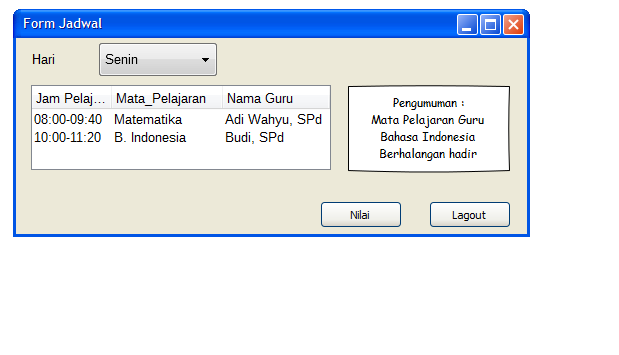 Form Jadwal
Hari Senin
Jam Pelaj... Mata_Pelajaran Nama Guru
08:00-09:40 Matematika Adi Wahyu, SPd
10:00-11:20 B. Indonesia Budi, SPd
Pengumuman :
Mata Pelajaran Guru
Bahasa Indonesia
Berhalangan hadir
Nilai Lagout